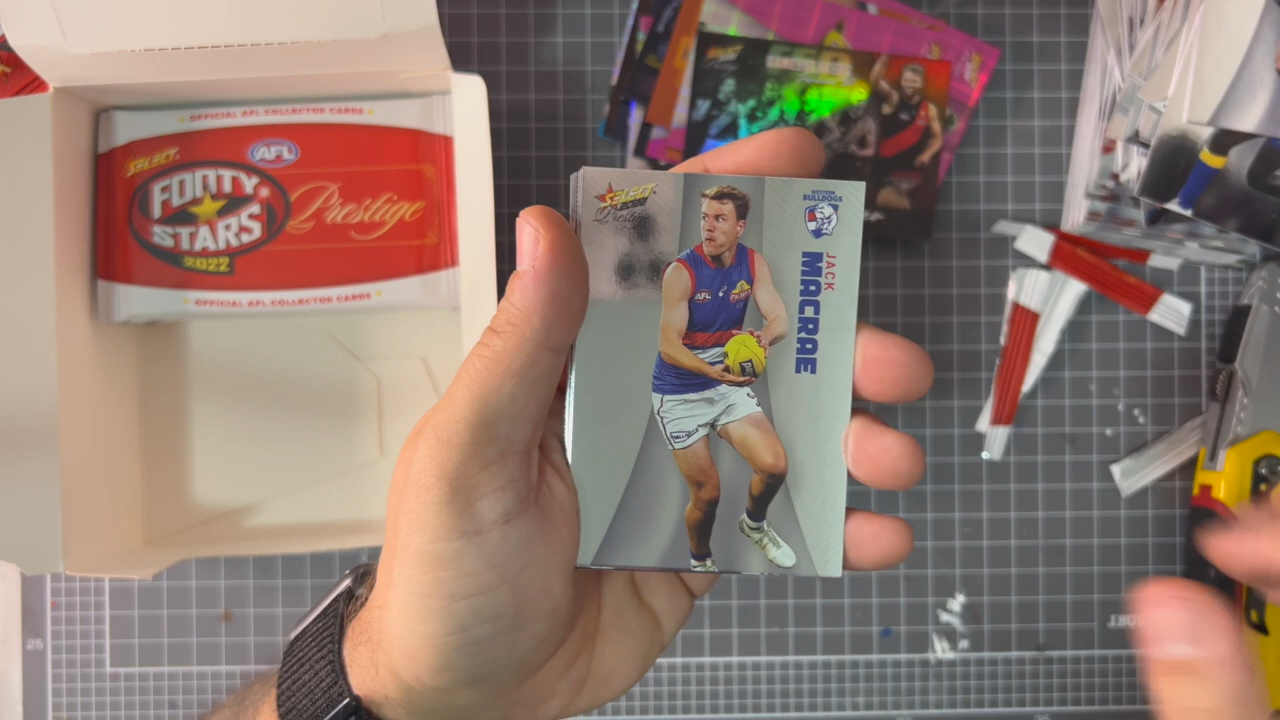 OFFICIAL AFL COLLECTOR CARDS
SELECT
AFL
FOOTY
STARS
Prestige
2022
OFFICIAL AFL COLLECTOR CARDS
SELECT
Prestige
WESTERN
BULLDOGS
JACK
MACRAE
AFL